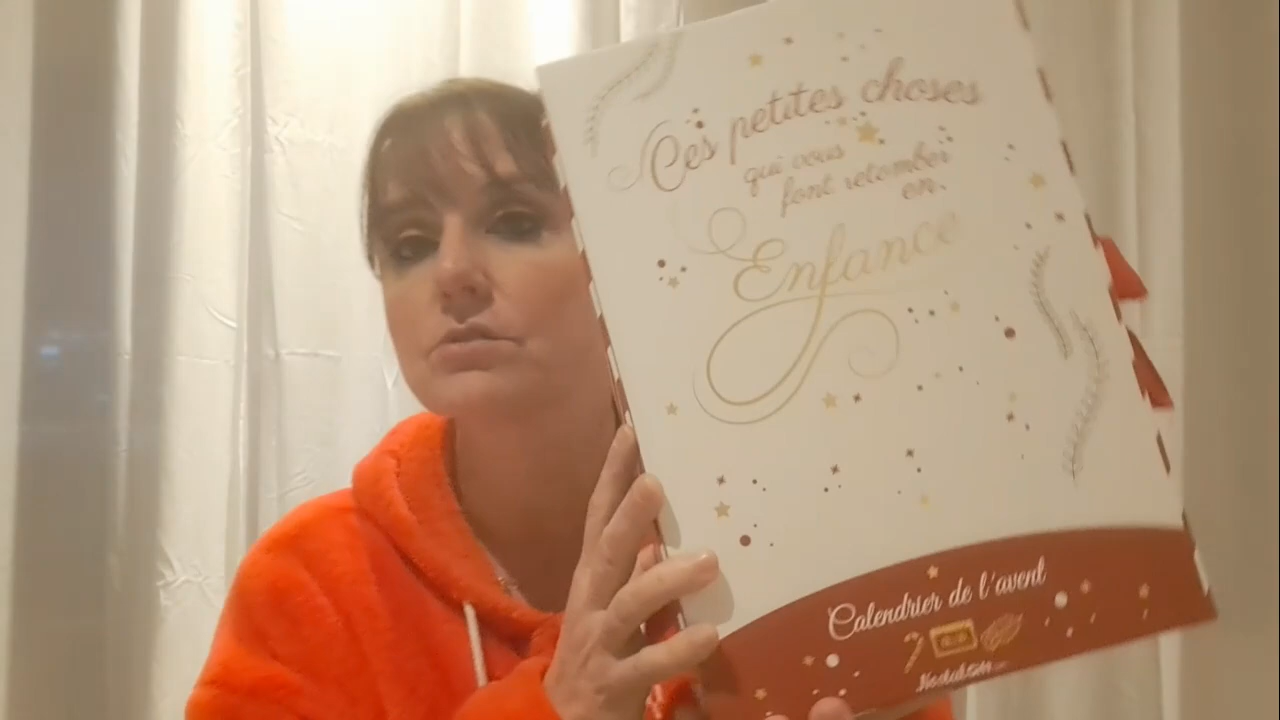 Ces petites choses
qui vous
font retomber
en.
Enfance
Calendrier de l'avent